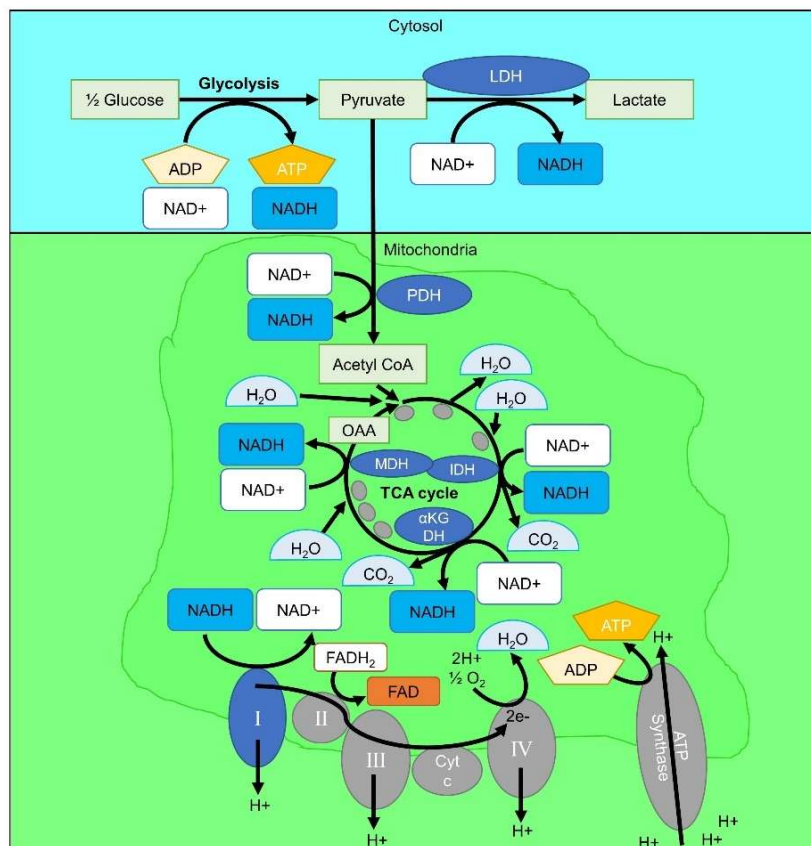 Cytosol
LDH
Glycolysis
½ Glucose
Pyruvate
Lactate
ADP
ATP
NAD+
NADH
NAD+
NADH
Mitochondria
NAD+
PDH
NADH
Acetyl CoA
H₂O
H₂O
H₂O
OAA
NADH
NAD+
MDH
IDH
NAD+
TCA cycle
NADH
αKG
DH
CO₂
H₂O
CO₂
NAD+
NADH
NADH
NAD+
H₂O
ATP
H+
FADH₂
2H+
½ O₂
ADP
FAD
I
II
III
Cyt
c
2e-
IV
ATP
Synthase
H+
H+
H+
H+
H+
H+
H+